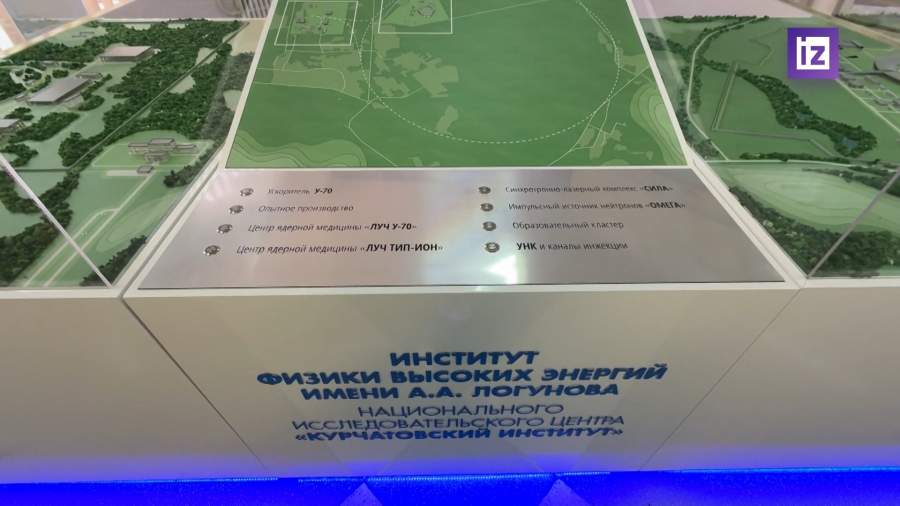 iz
Ускоритель У-70
Опытное производство
Центр ядерной медицины «ЛУЧ У-70»
Центр ядерной медицины «ЛУЧ ТИП-ИОН»
Синхротронно-лазерный комплекс «СИЛА»
Импульсный источник нейтронов «ОМЕГА»
Образовательный кластер
УНК и каналы инжекции
ИНСТИТУТ
ФИЗИКИ ВЫСОКИХ ЭНЕРГИЙ
ИМЕНИ А.А. ЛОГУНОВА
НАЦИОНАЛЬНОГО
ИССЛЕДОВАТЕЛЬСКОГО ЦЕНТРА
«КУРЧАТОВСКИЙ ИНСТИТУТ»